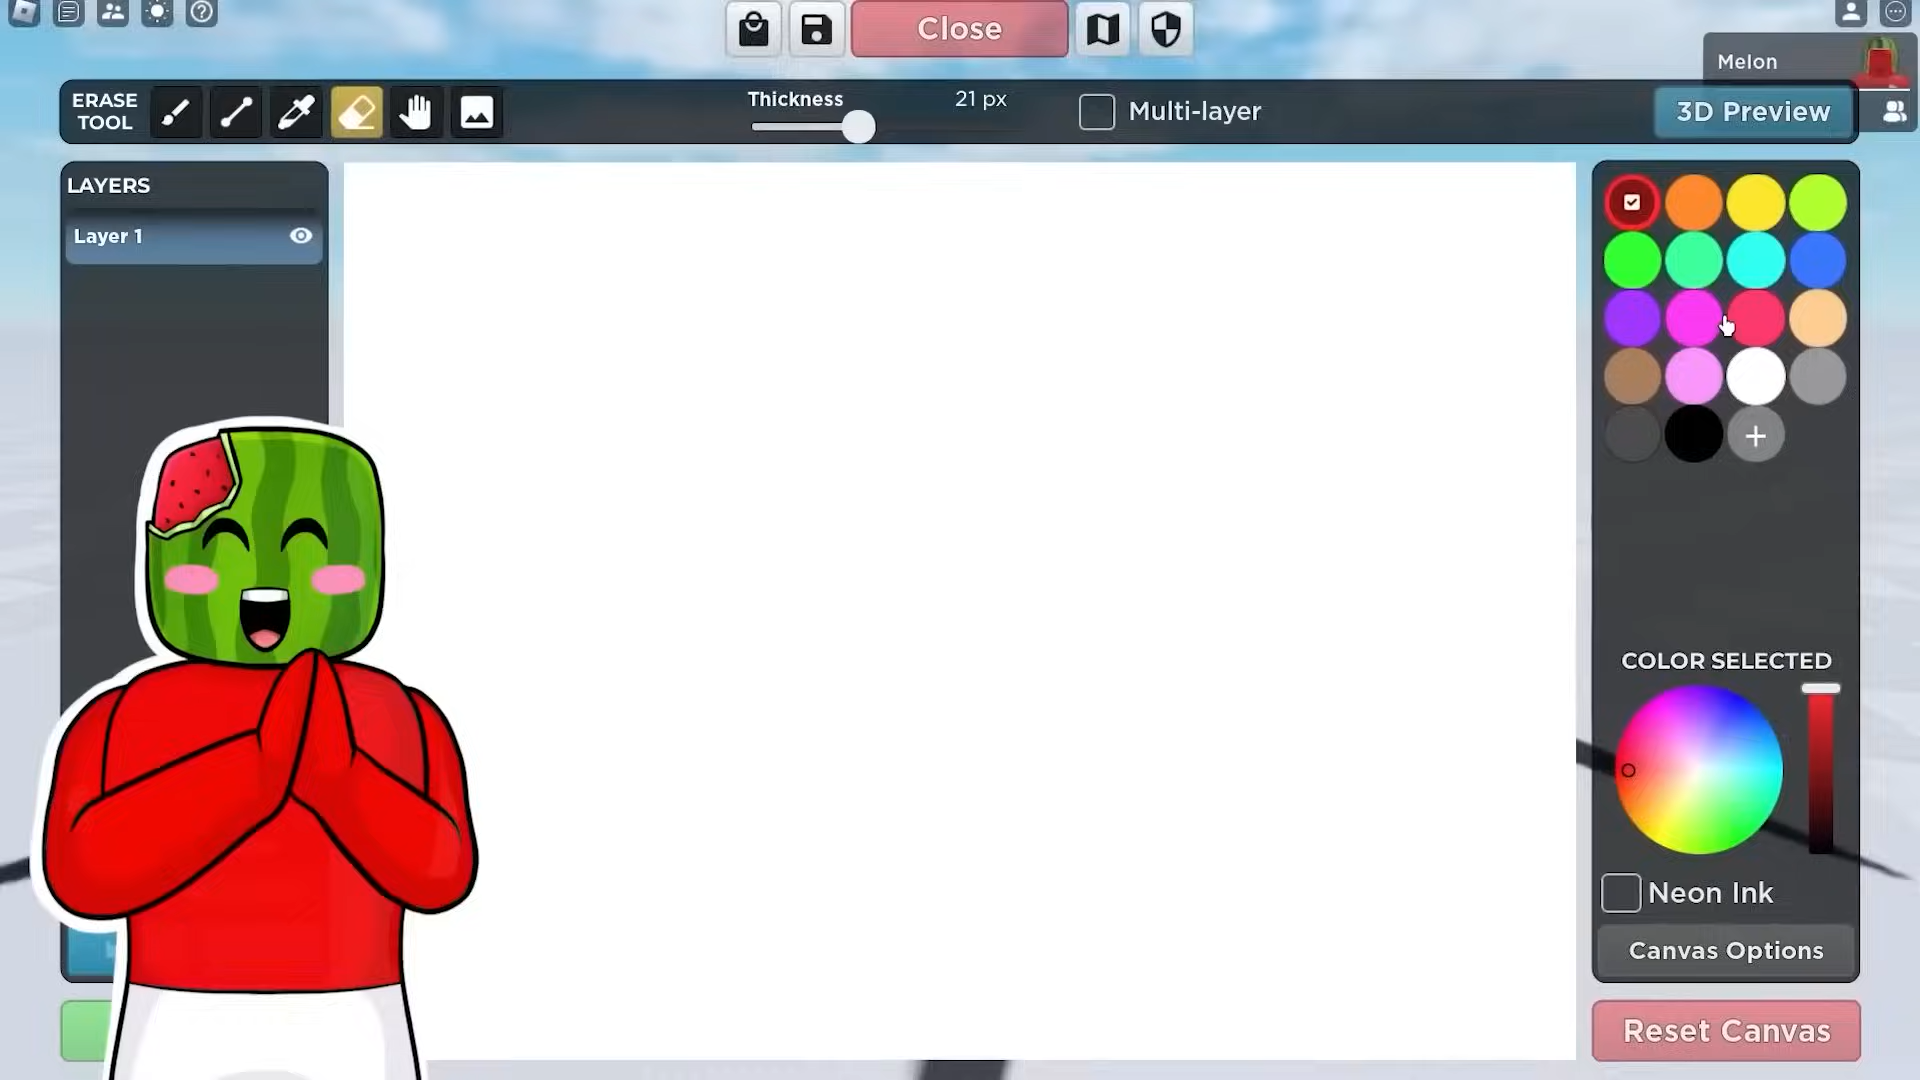 Close
Melon
ERASE
TOOL
Thickness
21 px
Multi-layer
3D Preview
LAYERS
Layer 1
COLOR SELECTED
Neon Ink
Canvas Options
Reset Canvas